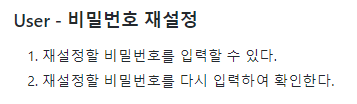 User - 비밀번호 재설정
1. 재설정할 비밀번호를 입력할 수 있다.
2. 재설정할 비밀번호를 다시 입력하여 확인한다.